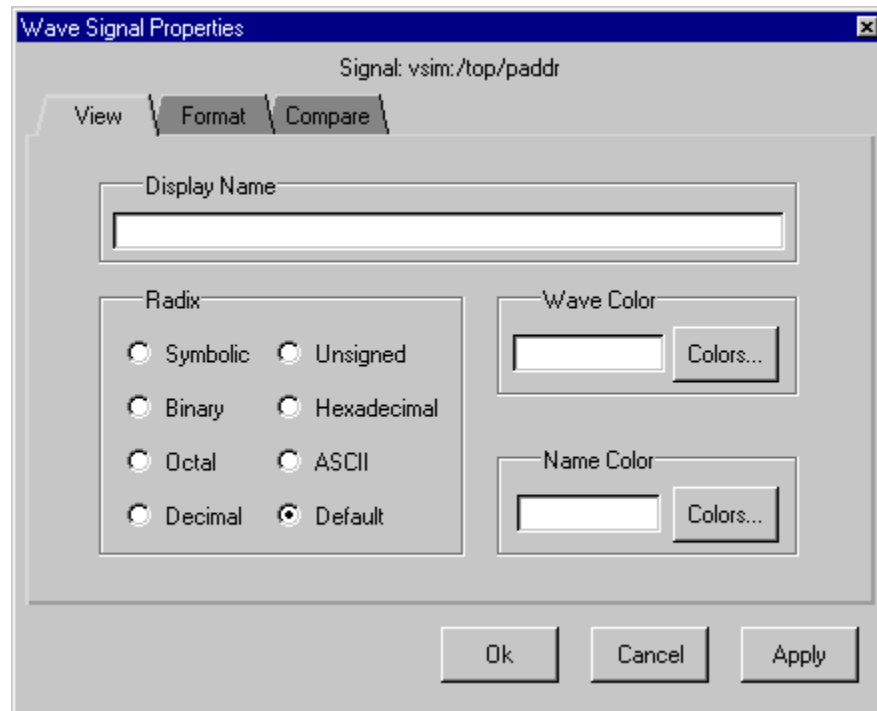 Wave Signal Properties
Signal: vsim:/top/paddr
View Format Compare
Display Name
Radix
Symbolic Unsigned
Binary Hexadecimal
Octal ASCII
Decimal Default
Wave Color
Colors...
Name Color
Colors...
Ok Cancel Apply